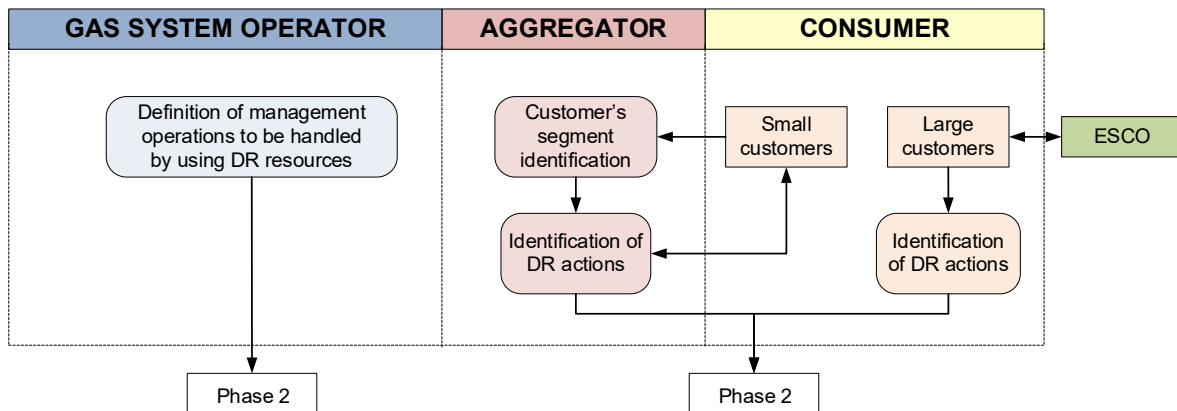 GAS SYSTEM OPERATOR
AGGREGATOR
CONSUMER
Definition of management
operations to be handled
by using DR resources
Customer’s
segment
identification
Small
customers
Large
customers
ESCO
Identification of
DR actions
Identification
of DR actions
Phase 2
Phase 2